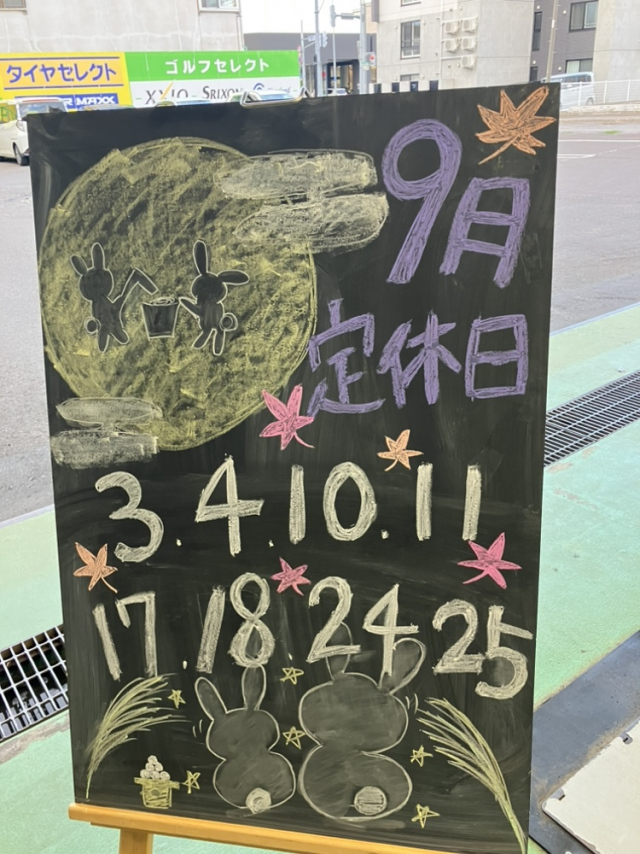 タイヤセレクト
ゴルフセレクト
XXIO - SRIXON
MAXX
9月
定休日
3.4.10.11
17.18.24.25